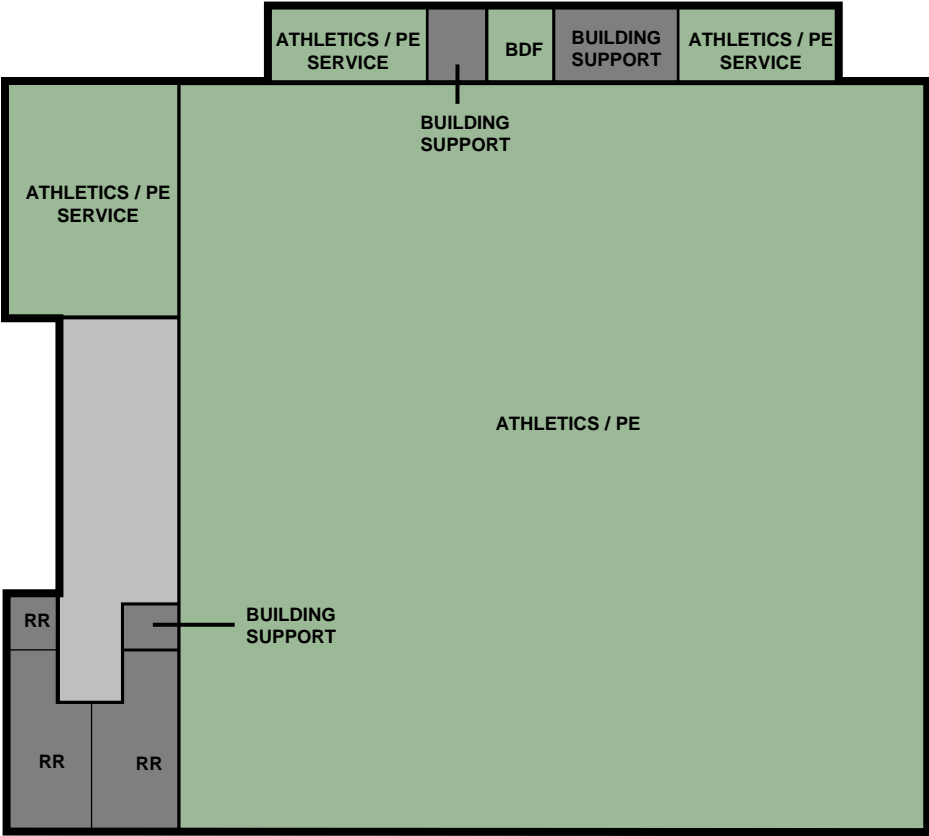 ATHLETICS / PE
SERVICE
BDF
BUILDING
SUPPORT
ATHLETICS / PE
SERVICE
BUILDING
SUPPORT
ATHLETICS / PE
SERVICE
ATHLETICS / PE
RR
BUILDING
SUPPORT
RR
RR